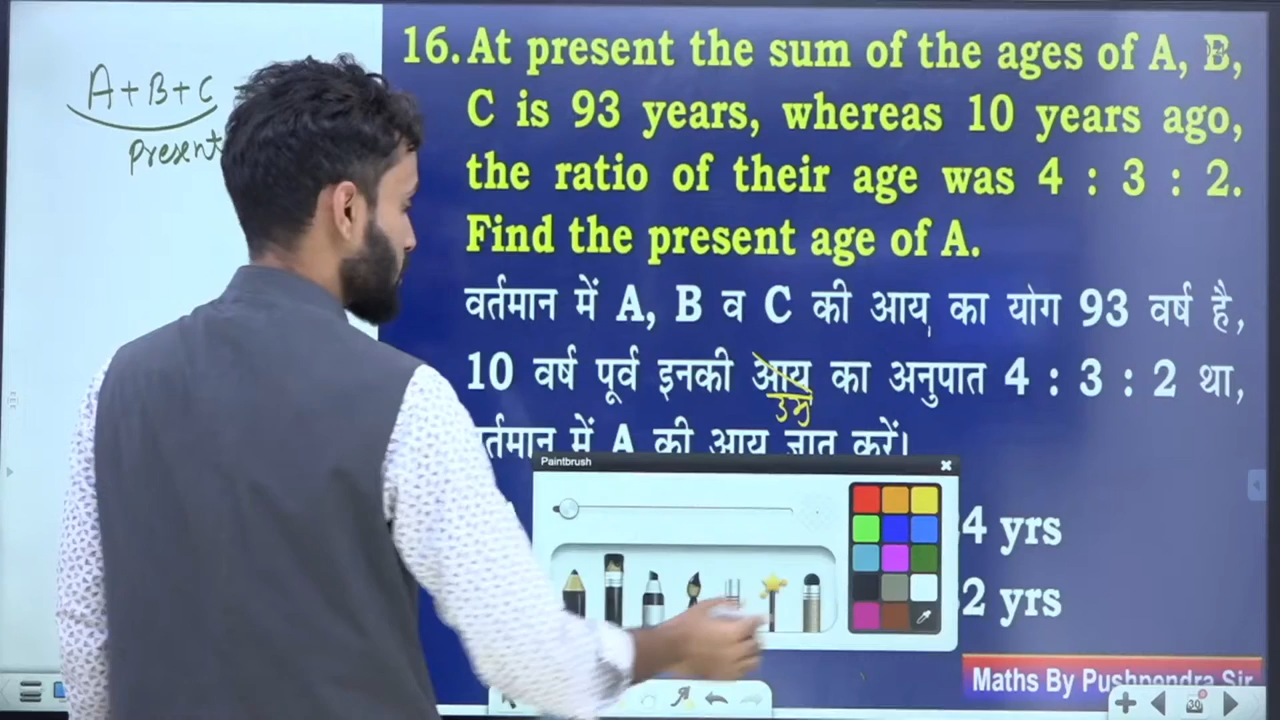 A+B+C
Present
16. At present the sum of the ages of A, B,
C is 93 years, whereas 10 years ago,
the ratio of their age was 4 : 3 : 2.
Find the present age of A.
वर्तमान में A, B व C की आयु का योग 93 वर्ष है,
10 वर्ष पूर्व इनकी आय का अनुपात 4 : 3 : 2 था,
उम्र
में A की आयु ज्ञात करें।
Paintbrush
4 yrs
2 yrs
Maths By Pushpendra Sir